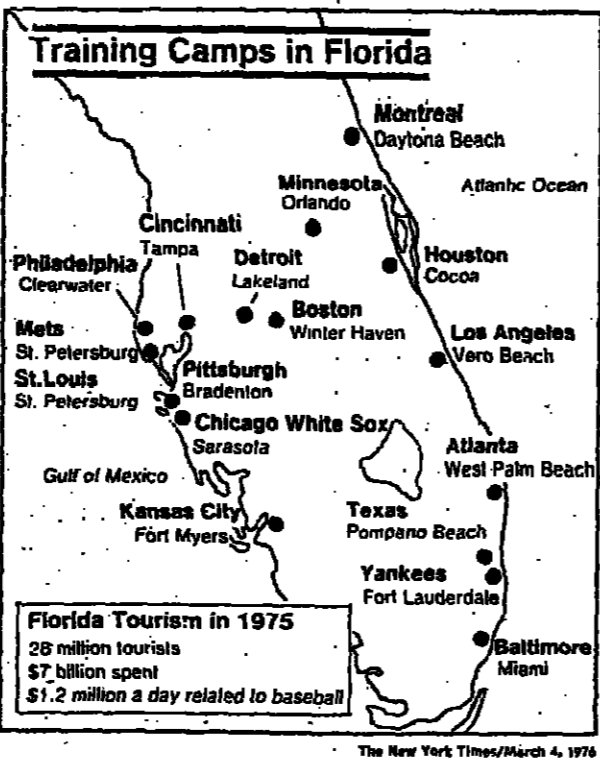 Training Camps in Florida
Montreal
Daytona Beach
Atlantic Ocean
Minnesota
Orlando
Cincinnati
Tampa
Philadelphia
Clearwater
Detroit
Lakeland
Houston
Cocoa
Boston
Winter Haven
Mets
St. Petersburg
Los Angeles
Vero Beach
St. Louis
St. Petersburg
Pittsburgh
Bradenton
Chicago White Sox
Sarasota
Atlanta
West Palm Beach
Gulf of Mexico
Kansas City
Fort Myers
Texas
Pompano Beach
Yankees
Fort Lauderdale
Baltimore
Miami
Florida Tourism in 1975
28 million tourists
$7 billion spent
$1.2 million a day related to baseball
The New York Times/March 4, 1976